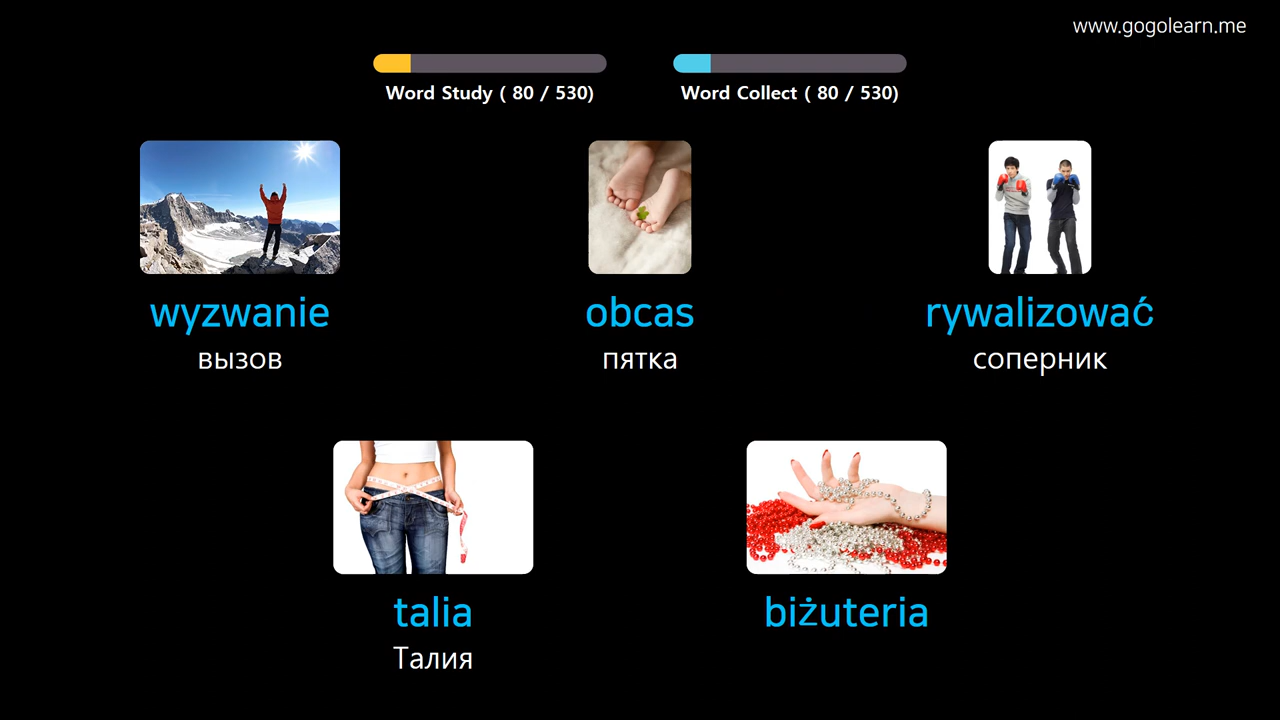 www.gogolearn.me
Word Study ( 80 / 530)
Word Collect ( 80 / 530)
wyzwanie
вызов
obcas
пятка
rywalizować
соперник
talia
Талия
biżuteria